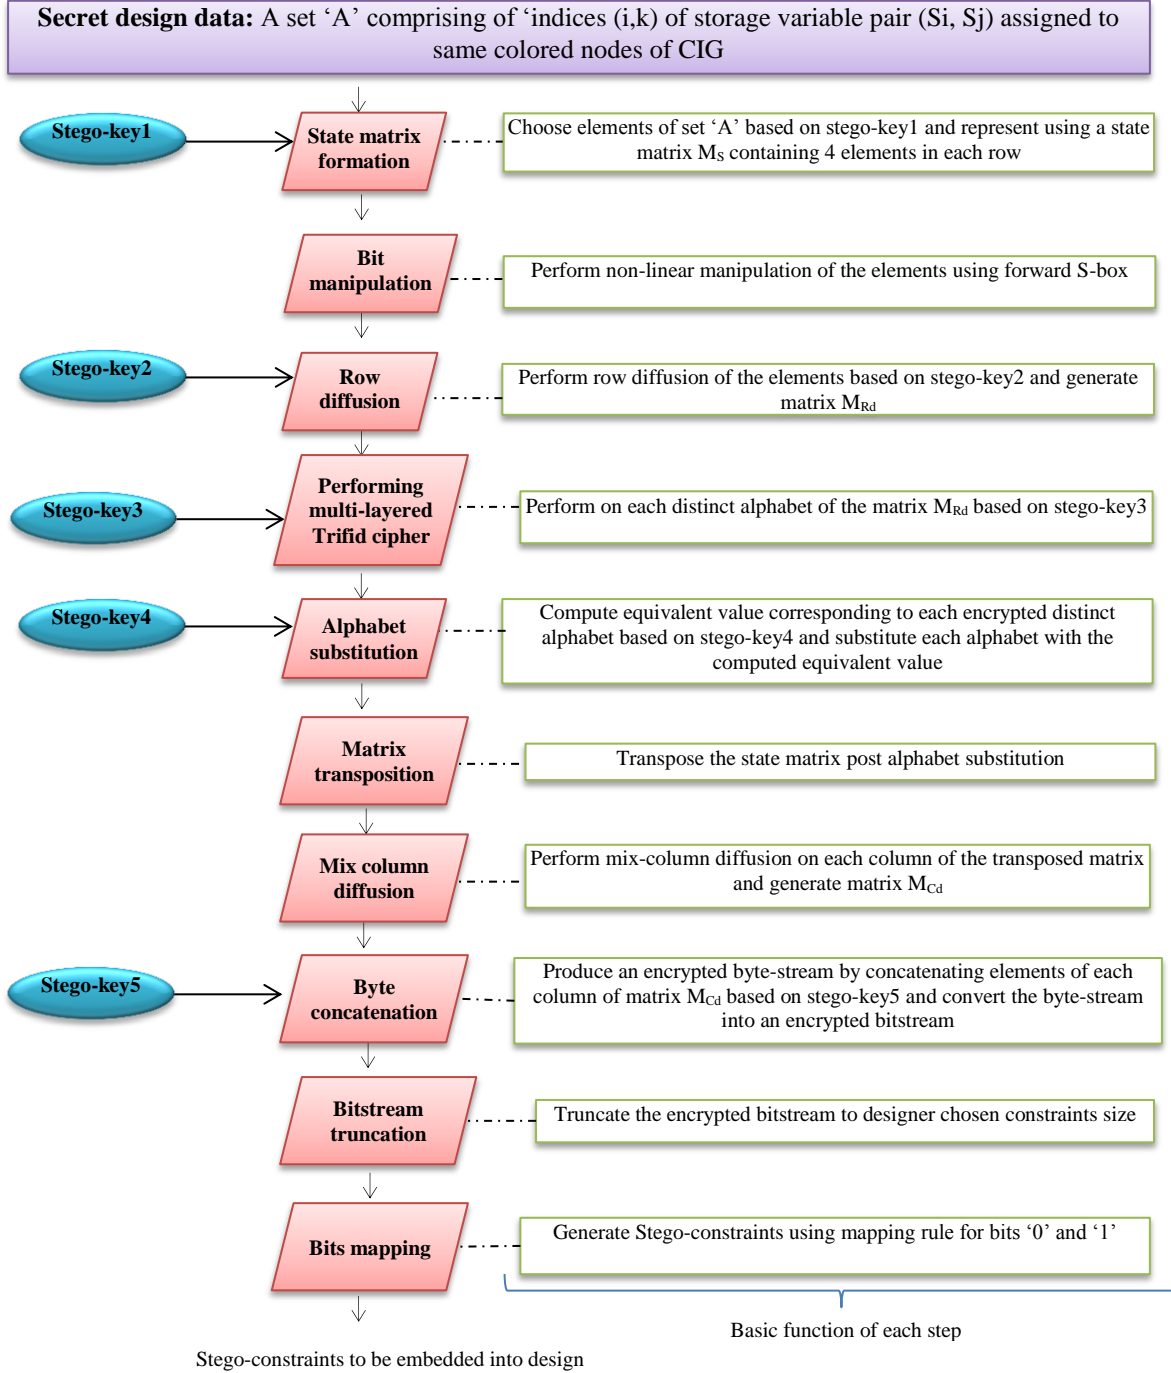 Secret design data: A set ‘A’ comprising of ‘indices (i,k) of storage variable pair (Si, Sj) assigned to
same colored nodes of CIG
Stego-key1
State matrix
formation
Choose elements of set ‘A’ based on stego-key1 and represent using a state
matrix MS containing 4 elements in each row
Bit
manipulation
Perform non-linear manipulation of the elements using forward S-box
Stego-key2
Row
diffusion
Perform row diffusion of the elements based on stego-key2 and generate
matrix MRd
Stego-key3
Performing
multi-layered
Trifid cipher
Perform on each distinct alphabet of the matrix MRd based on stego-key3
Stego-key4
Alphabet
substitution
Compute equivalent value corresponding to each encrypted distinct
alphabet based on stego-key4 and substitute each alphabet with the
computed equivalent value
Matrix
transposition
Transpose the state matrix post alphabet substitution
Mix column
diffusion
Perform mix-column diffusion on each column of the transposed matrix
and generate matrix MCd
Stego-key5
Byte
concatenation
Produce an encrypted byte-stream by concatenating elements of each
column of matrix MCd based on stego-key5 and convert the byte-stream
into an encrypted bitstream
Bitstream
truncation
Truncate the encrypted bitstream to designer chosen constraints size
Bits mapping
Generate Stego-constraints using mapping rule for bits ‘0’ and ‘1’
Basic function of each step
Stego-constraints to be embedded into design